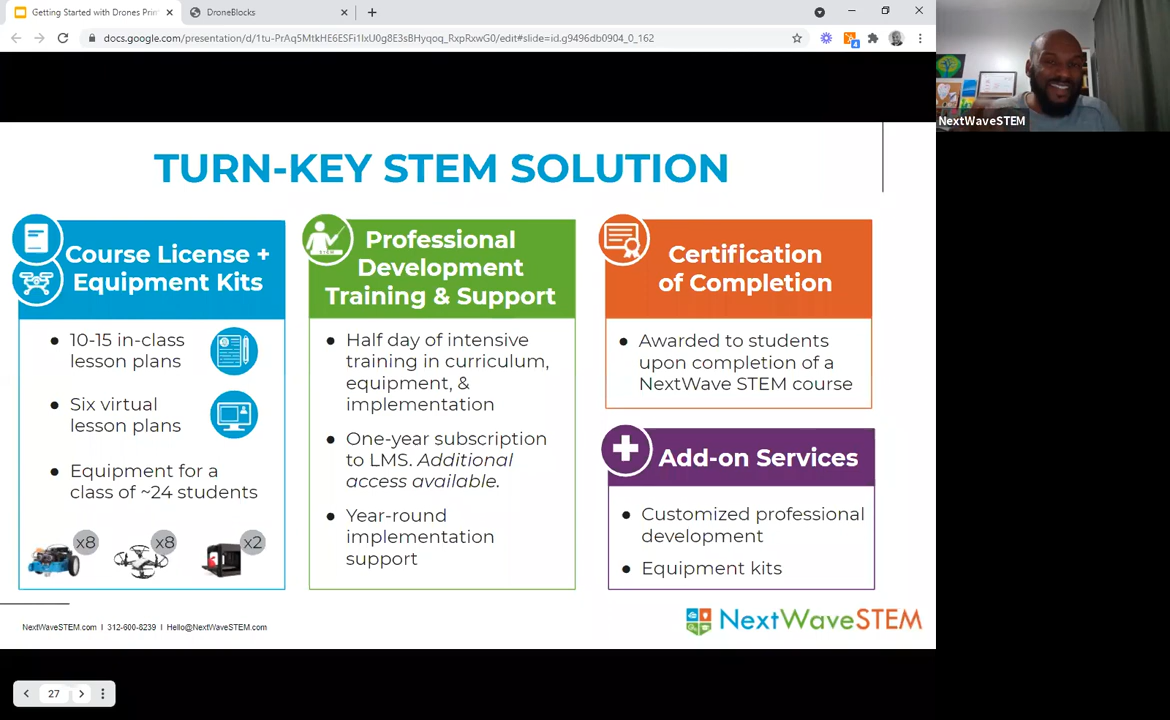 Getting Started with Drones Prim
DroneBlocks
docs.google.com/presentation/d/1tu-PrAq5MtkHE6ESFi1lxU0g8E3sBHyqoq_RxpRxwG0/edit#slide=id.g9496db0904_0_162
4
NextWaveSTEM
TURN-KEY STEM SOLUTION
Course License +
Equipment Kits
10-15 in-class
lesson plans
Six virtual
lesson plans
Equipment for a
class of ~24 students
x8
x8
x2
Professional
Development
Training & Support
Half day of intensive
training in curriculum,
equipment, &
implementation
One-year subscription
to LMS. Additional
access available.
Year-round
implementation
support
Certification
of Completion
Awarded to students
upon completion of a
NextWave STEM course
Add-on Services
Customized professional
development
Equipment kits
NextWaveSTEM.com I 312-600-8239 I Hello@NextWaveSTEM.com
NextWaveSTEM
27